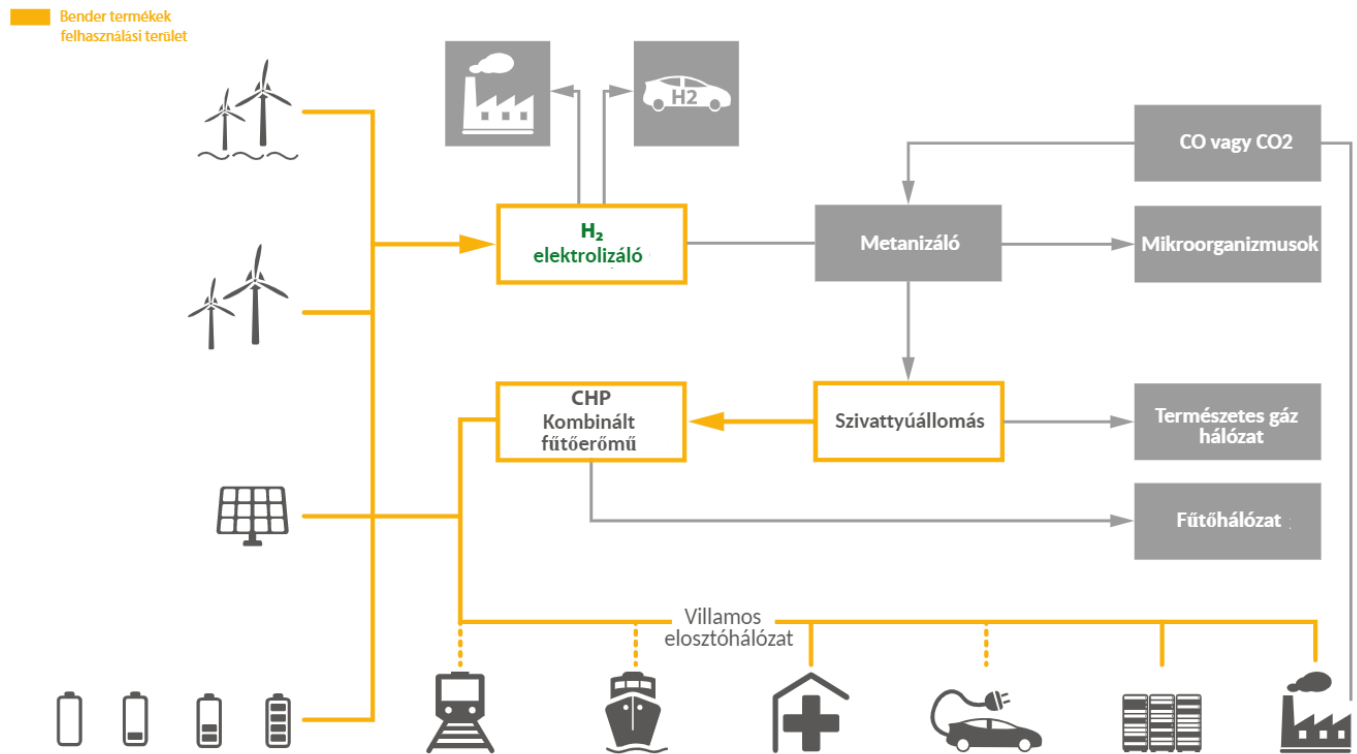 Bender termékek
felhasználási terület
H2
CO vagy CO2
H₂
elektrolizáló
Metanizáló
Mikroorganizmusok
CHP
Kombinált
fűtőerőmű
Szivattyúállomás
Természetes gáz
hálózat
Fűtőhálózat
Villamos
elosztóhálózat